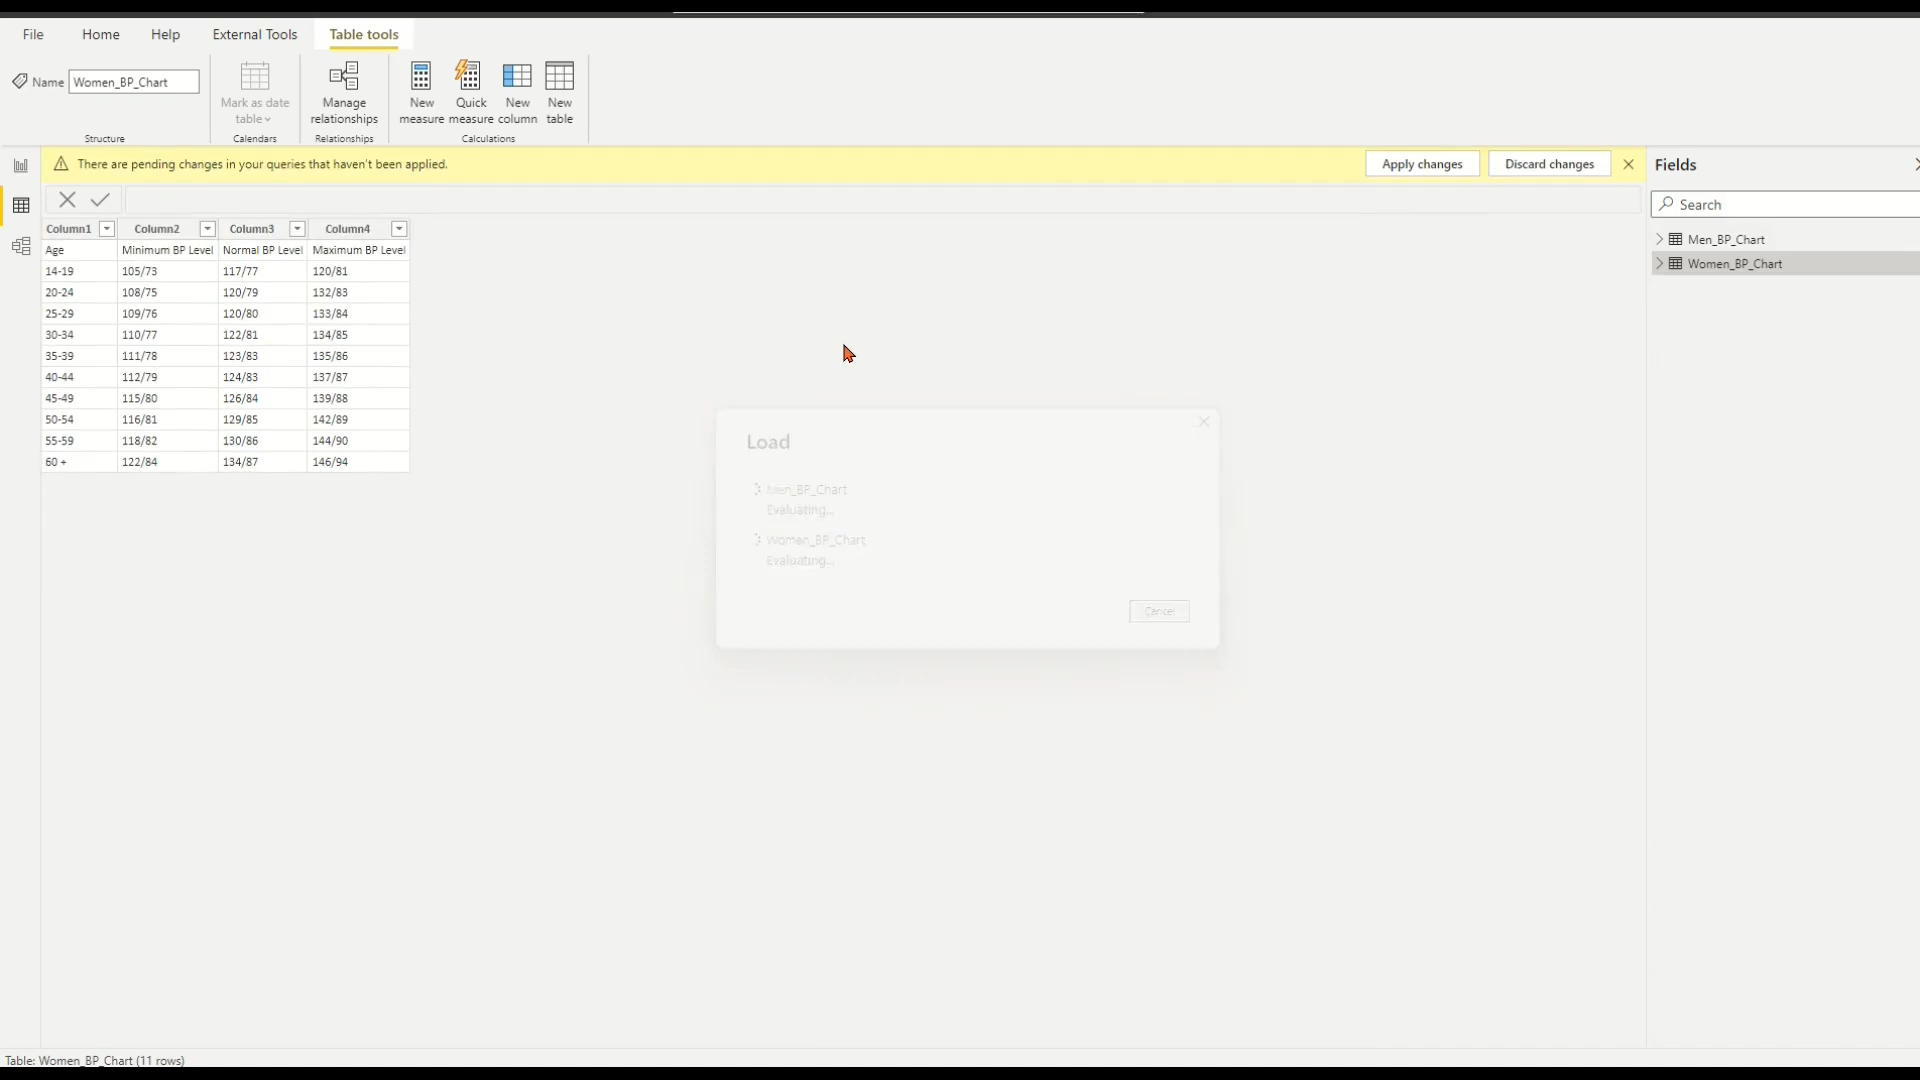 File Home Help External Tools Table tools
Name Women_BP_Chart
Mark as date table
Manage relationships
New measure
Quick measure
New column
New table
Structure Calendars Relationships Calculations
There are pending changes in your queries that haven't been applied. Apply changes Discard changes
Fields
Search
Men_BP_Chart
Women_BP_Chart
Column1 Column2 Column3 Column4
Age Minimum BP Level Normal BP Level Maximum BP Level
14-19 105/73 117/77 120/81
20-24 108/75 120/79 132/83
25-29 109/76 120/80 133/84
30-34 110/77 122/81 134/85
35-39 111/78 123/83 135/86
40-44 112/79 124/83 137/87
45-49 115/80 126/84 139/88
50-54 116/81 129/85 142/89
55-59 118/82 130/86 144/90
60 + 122/84 134/87 146/94
Load
Men_BP_Chart
Evaluating...
Women_BP_Chart
Evaluating...
Cancel
Table: Women_BP_Chart (11 rows)